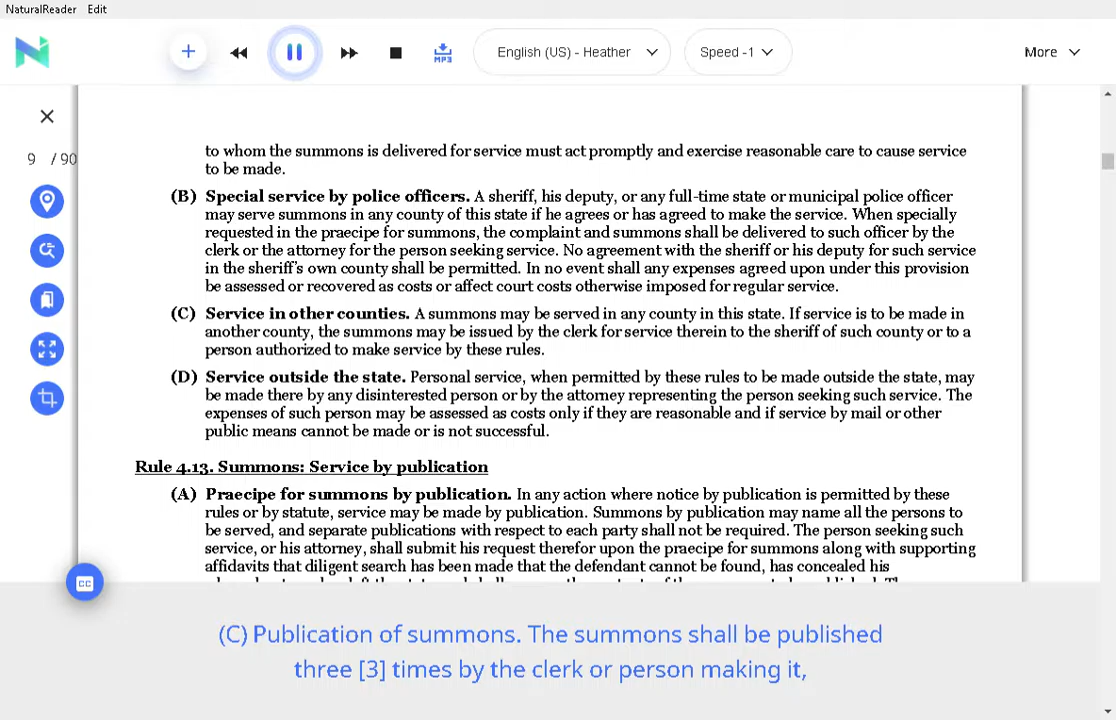 NaturalReader Edit
MP3 English (US) - Heather Speed -1 More
9 / 90
to whom the summons is delivered for service must act promptly and exercise reasonable care to cause service
to be made.
(B) Special service by police officers. A sheriff, his deputy, or any full-time state or municipal police officer
may serve summons in any county of this state if he agrees or has agreed to make the service. When specially
requested in the praecipe for summons, the complaint and summons shall be delivered to such officer by the
clerk or the attorney for the person seeking service. No agreement with the sheriff or his deputy for such service
in the sheriff's own county shall be permitted. In no event shall any expenses agreed upon under this provision
be assessed or recovered as costs or affect court costs otherwise imposed for regular service.
(C) Service in other counties. A summons may be served in any county in this state. If service is to be made in
another county, the summons may be issued by the clerk for service therein to the sheriff of such county or to a
person authorized to make service by these rules.
(D) Service outside the state. Personal service, when permitted by these rules to be made outside the state, may
be made there by any disinterested person or by the attorney representing the person seeking such service. The
expenses of such person may be assessed as costs only if they are reasonable and if service by mail or other
public means cannot be made or is not successful.
Rule 4.13. Summons: Service by publication
(A) Praecipe for summons by publication. In any action where notice by publication is permitted by these
rules or by statute, service may be made by publication. Summons by publication may name all the persons to
be served, and separate publications with respect to each party shall not be required. The person seeking such
service, or his attorney, shall submit his request therefor upon the praecipe for summons along with supporting
affidavits that diligent search has been made that the defendant cannot be found, has concealed his
CC
(C) Publication of summons. The summons shall be published
three [3] times by the clerk or person making it,